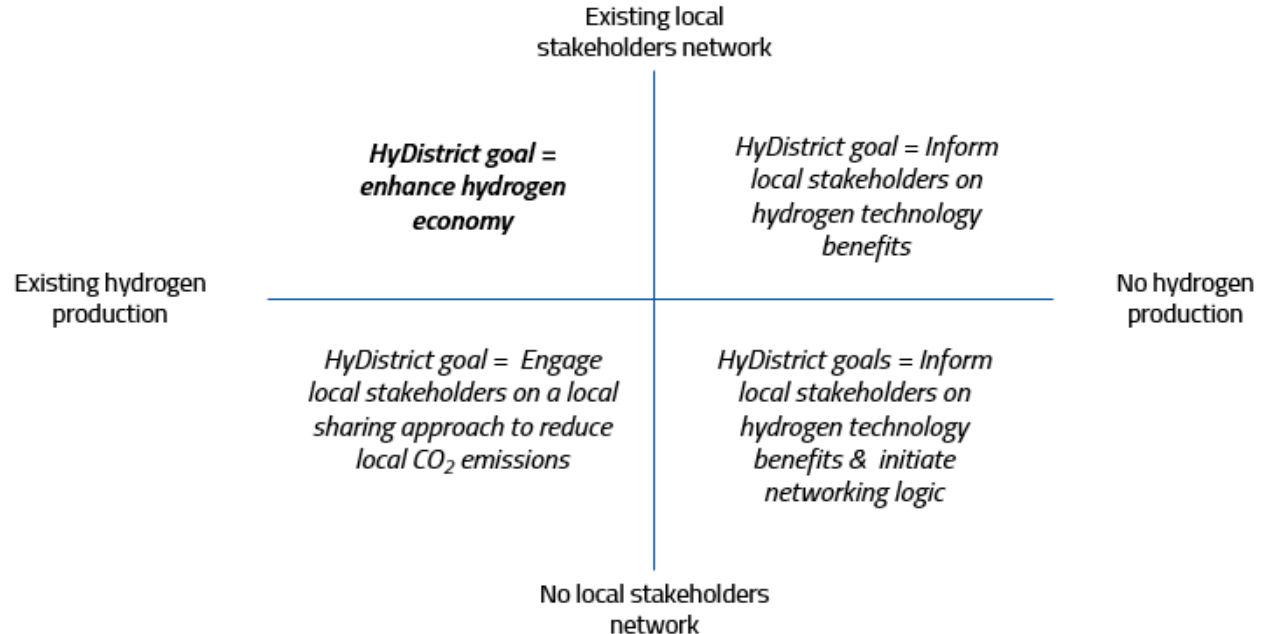 Existing local
stakeholders network
HyDistrict goal =
enhance hydrogen
economy
HyDistrict goal = Inform
local stakeholders on
hydrogen technology
benefits
Existing hydrogen
production
No hydrogen
production
HyDistrict goal = Engage
local stakeholders on a local
sharing approach to reduce
local CO₂ emissions
HyDistrict goals = Inform
local stakeholders on
hydrogen technology
benefits & initiate
networking logic
No local stakeholders
network